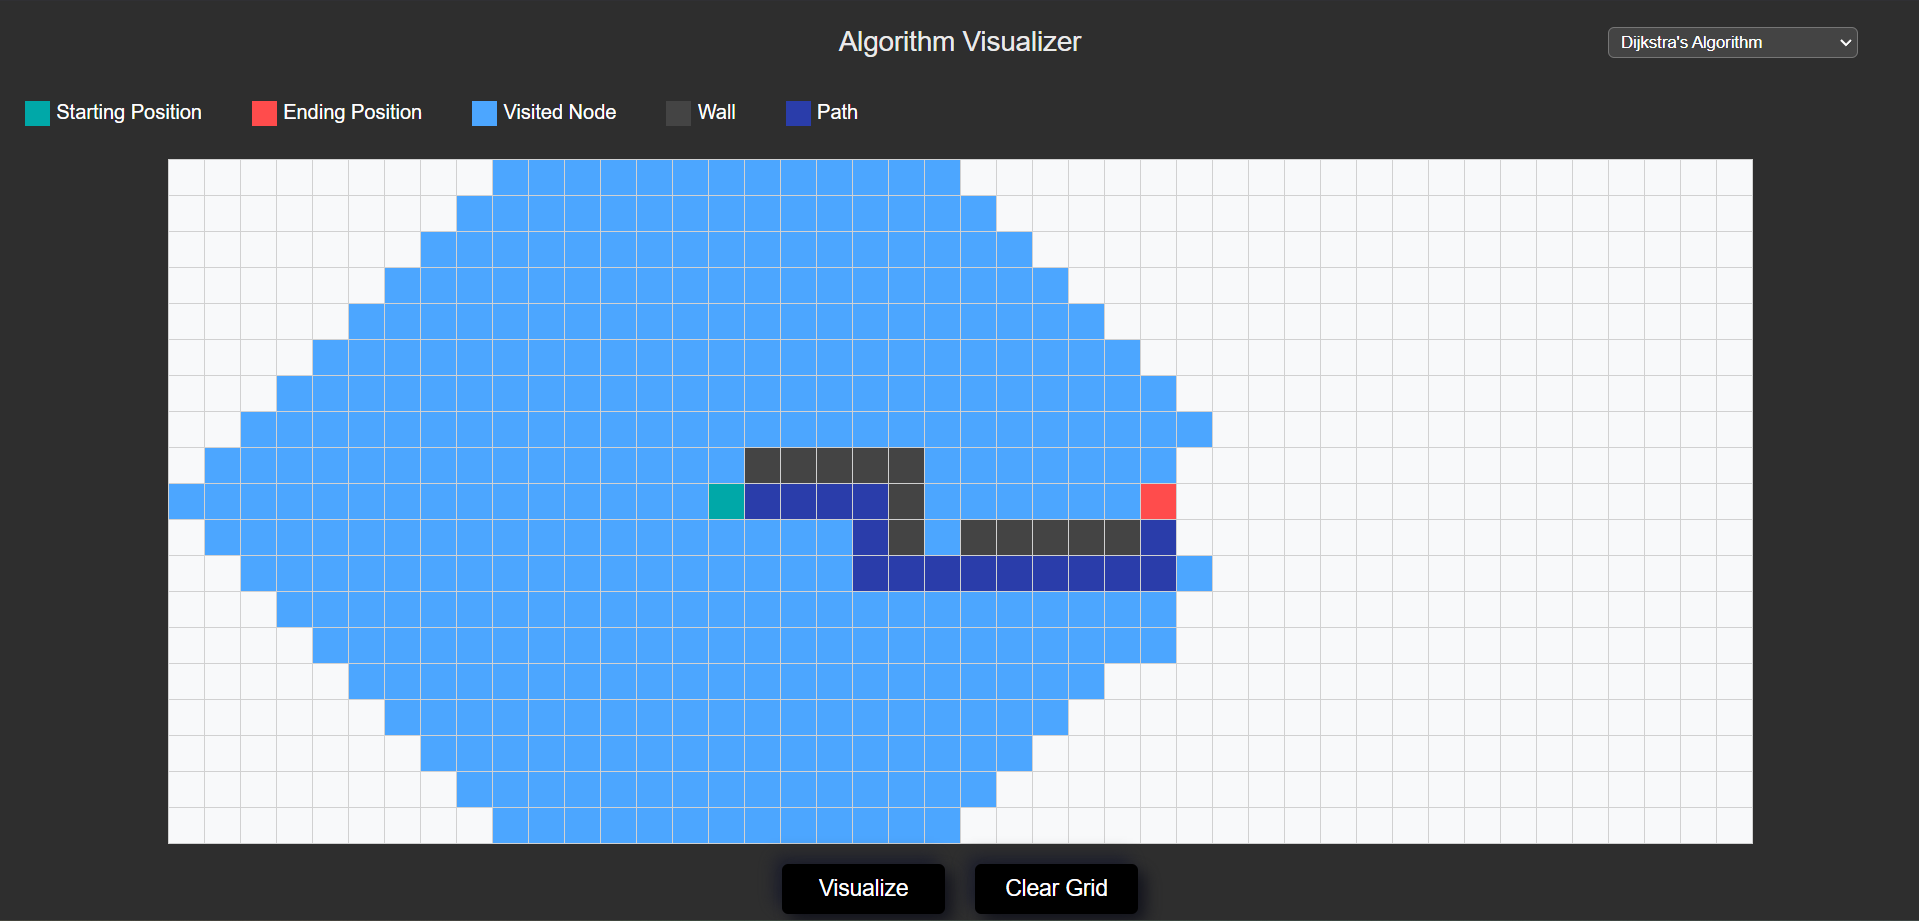 Algorithm Visualizer
Dijkstra's Algorithm
Starting Position
Ending Position
Visited Node
Wall
Path
Visualize
Clear Grid